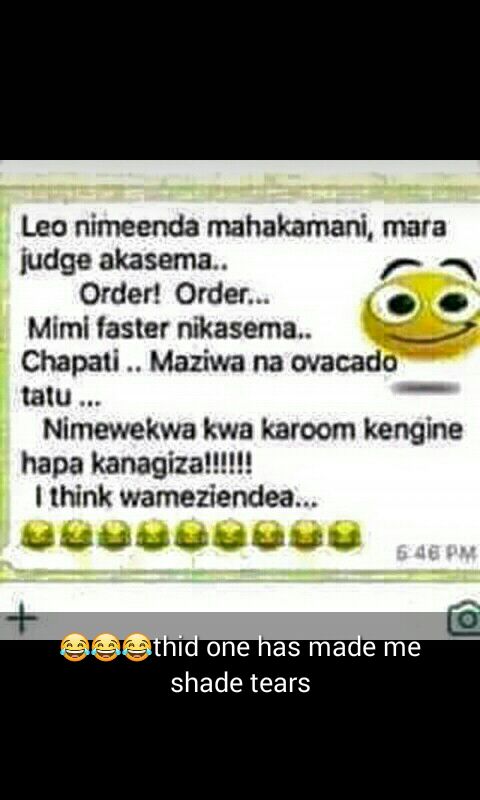 Leo nimeenda mahakamani, mara
judge akasema..
Order! Order...
Mimi faster nikasema..
Chapati .. Maziwa na ovacado
tatu ...
Nimewekwa kwa karoom kengine
hapa kanagiza!!!!!!
I think wameziendea...
😂😂😂😂😂😂😂😂😂
5:46 PM
😂😂😂thid one has made me
shade tears